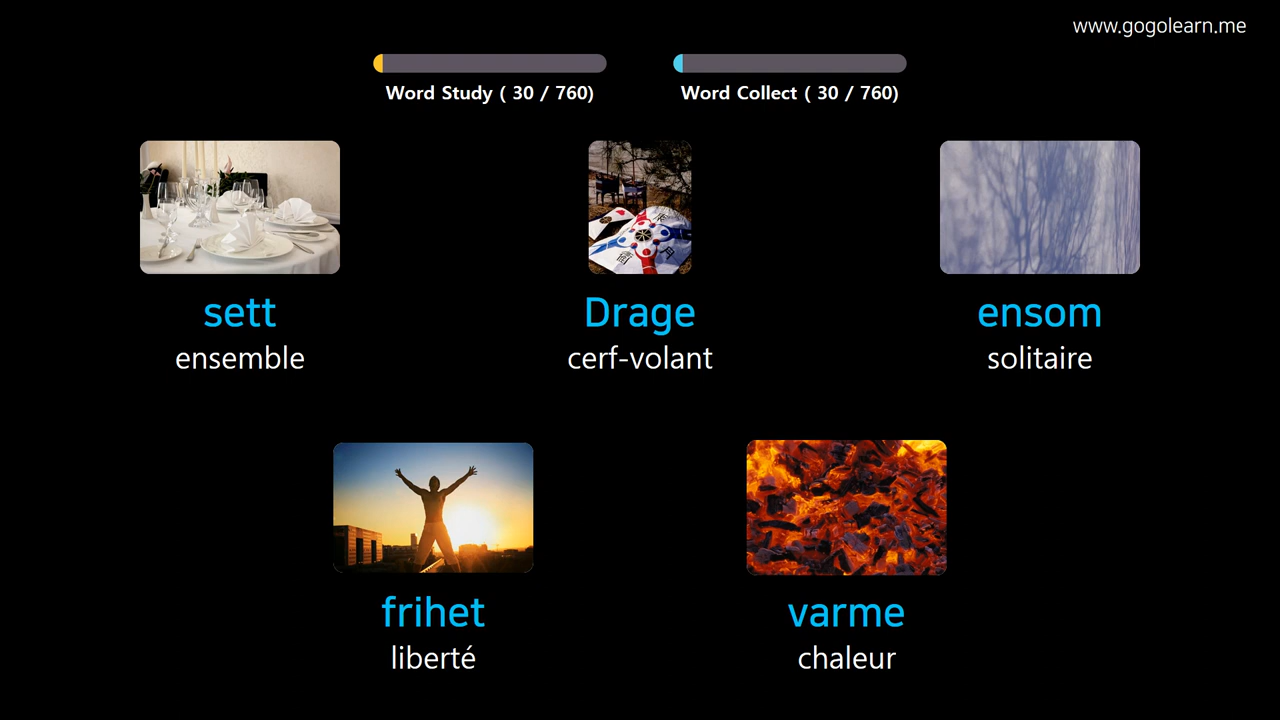 www.gogolearn.me
Word Study ( 30 / 760)
Word Collect ( 30 / 760)
sett
ensemble
Drage
cerf-volant
ensom
solitaire
frihet
liberté
varme
chaleur